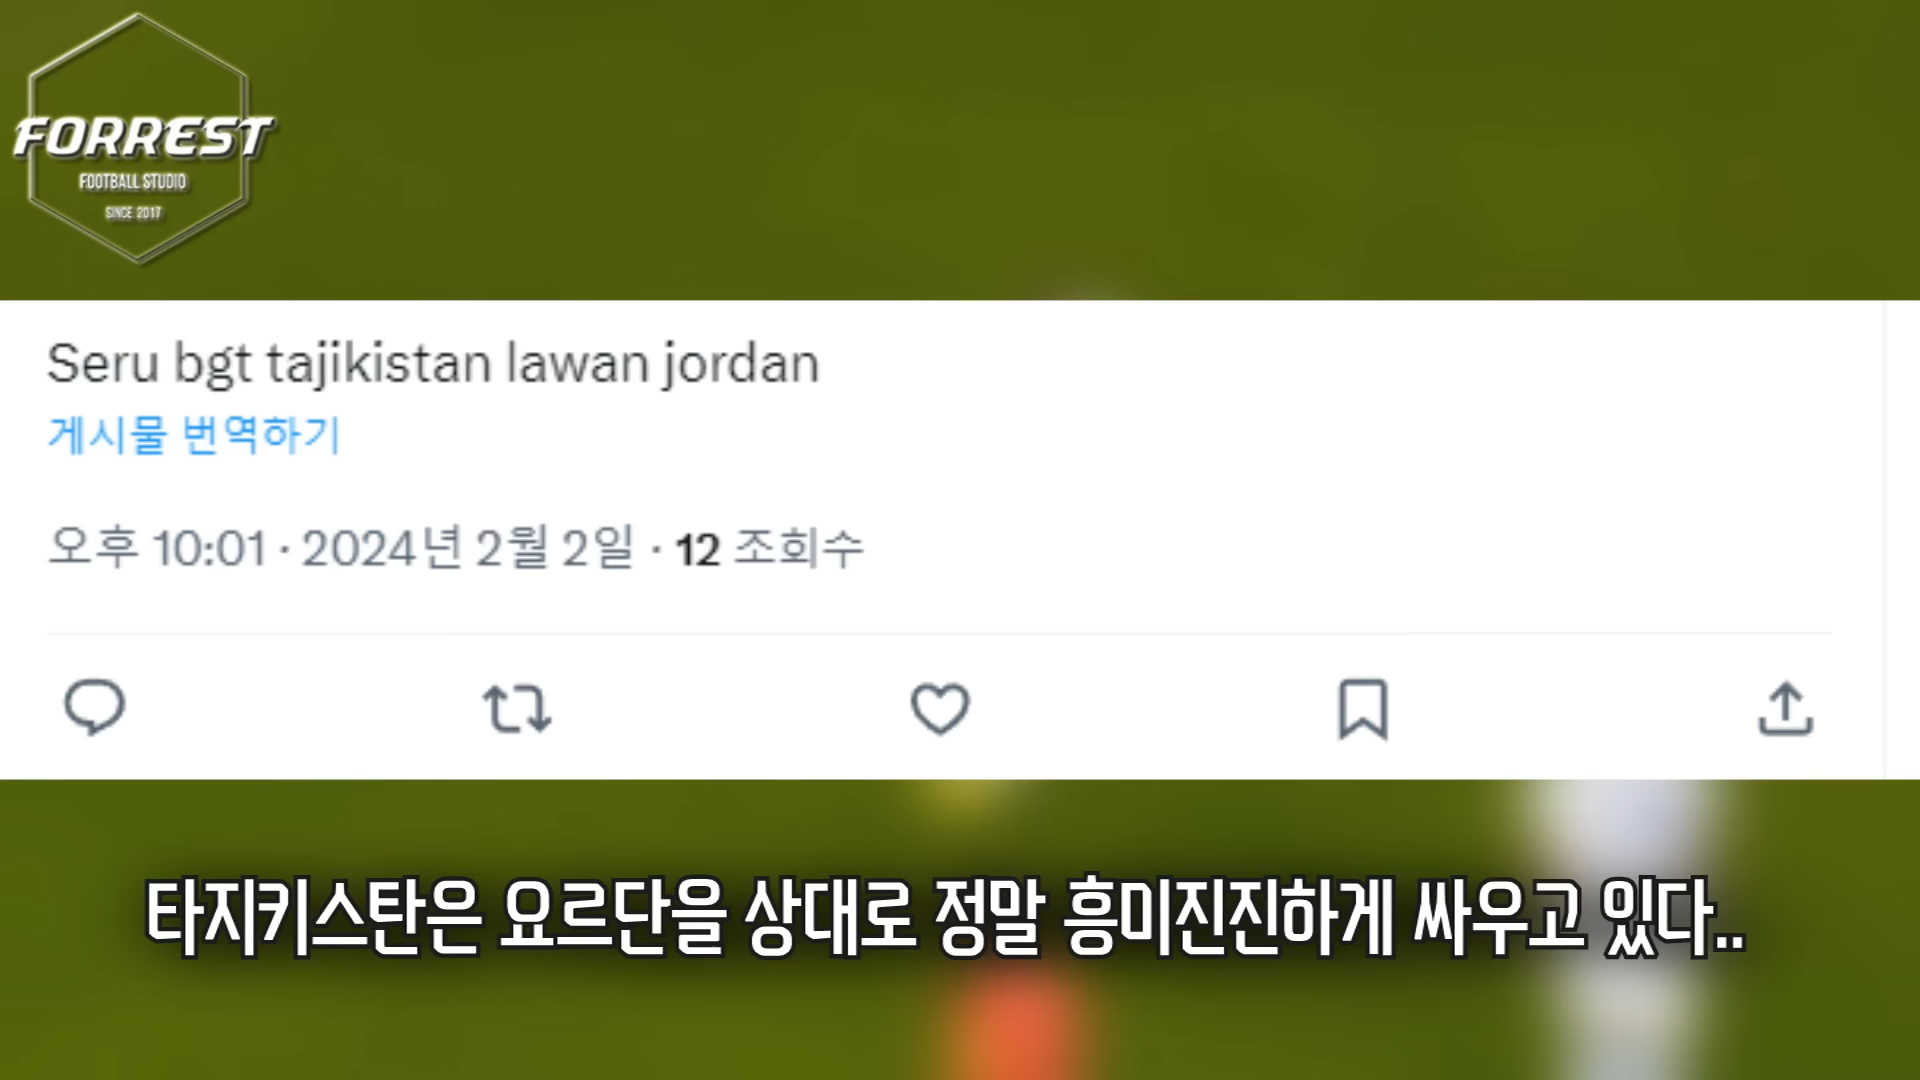 FORREST
FOOTBALL STUDIO
SINCE 2017
Seru bgt tajikistan lawan jordan
게시물 번역하기
오후 10:01 · 2024년 2월 2일 · 12 조회수
타지키스탄은 요르단을 상대로 정말 흥미진진하게 싸우고 있다..